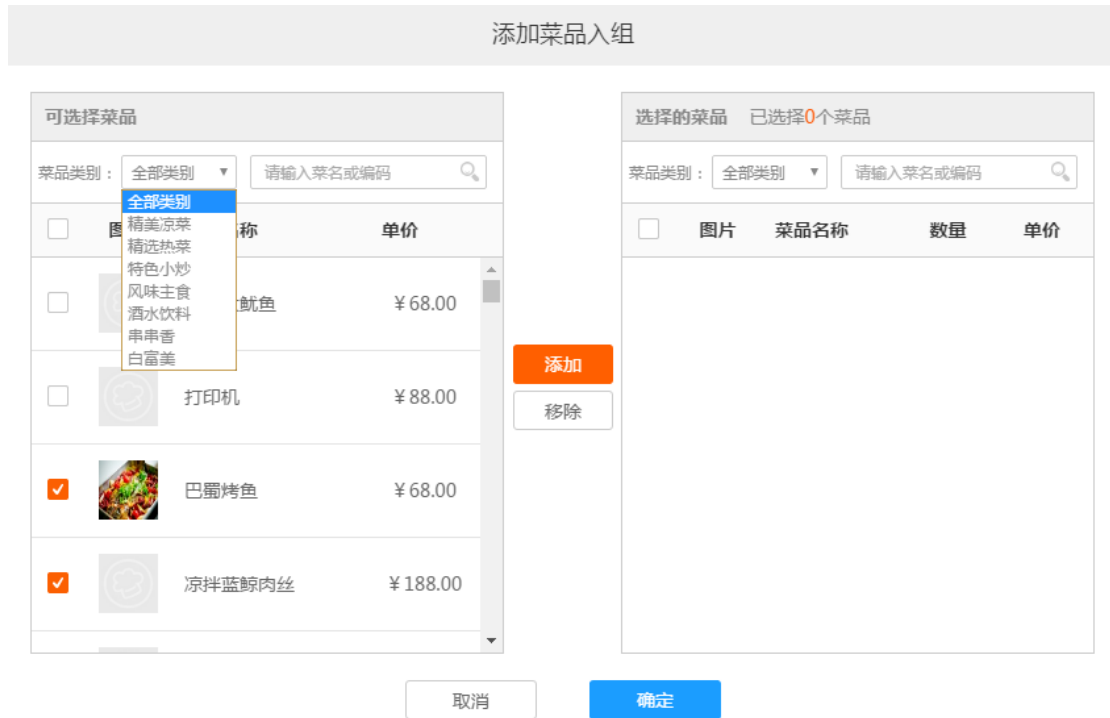 添加菜品入组
可选择菜品
菜品类别： 全部类别 请输入菜名或编码
全部类别
精美凉菜
精选热菜
特色小炒
风味主食
酒水饮料
串串香
白富美
称 单价
鱿鱼 ¥68.00
打印机 ¥88.00
巴蜀烤鱼 ¥68.00
凉拌蓝鲸肉丝 ¥188.00
添加
移除
选择的菜品 已选择0个菜品
菜品类别： 全部类别 请输入菜名或编码
图片 菜品名称 数量 单价
取消 确定